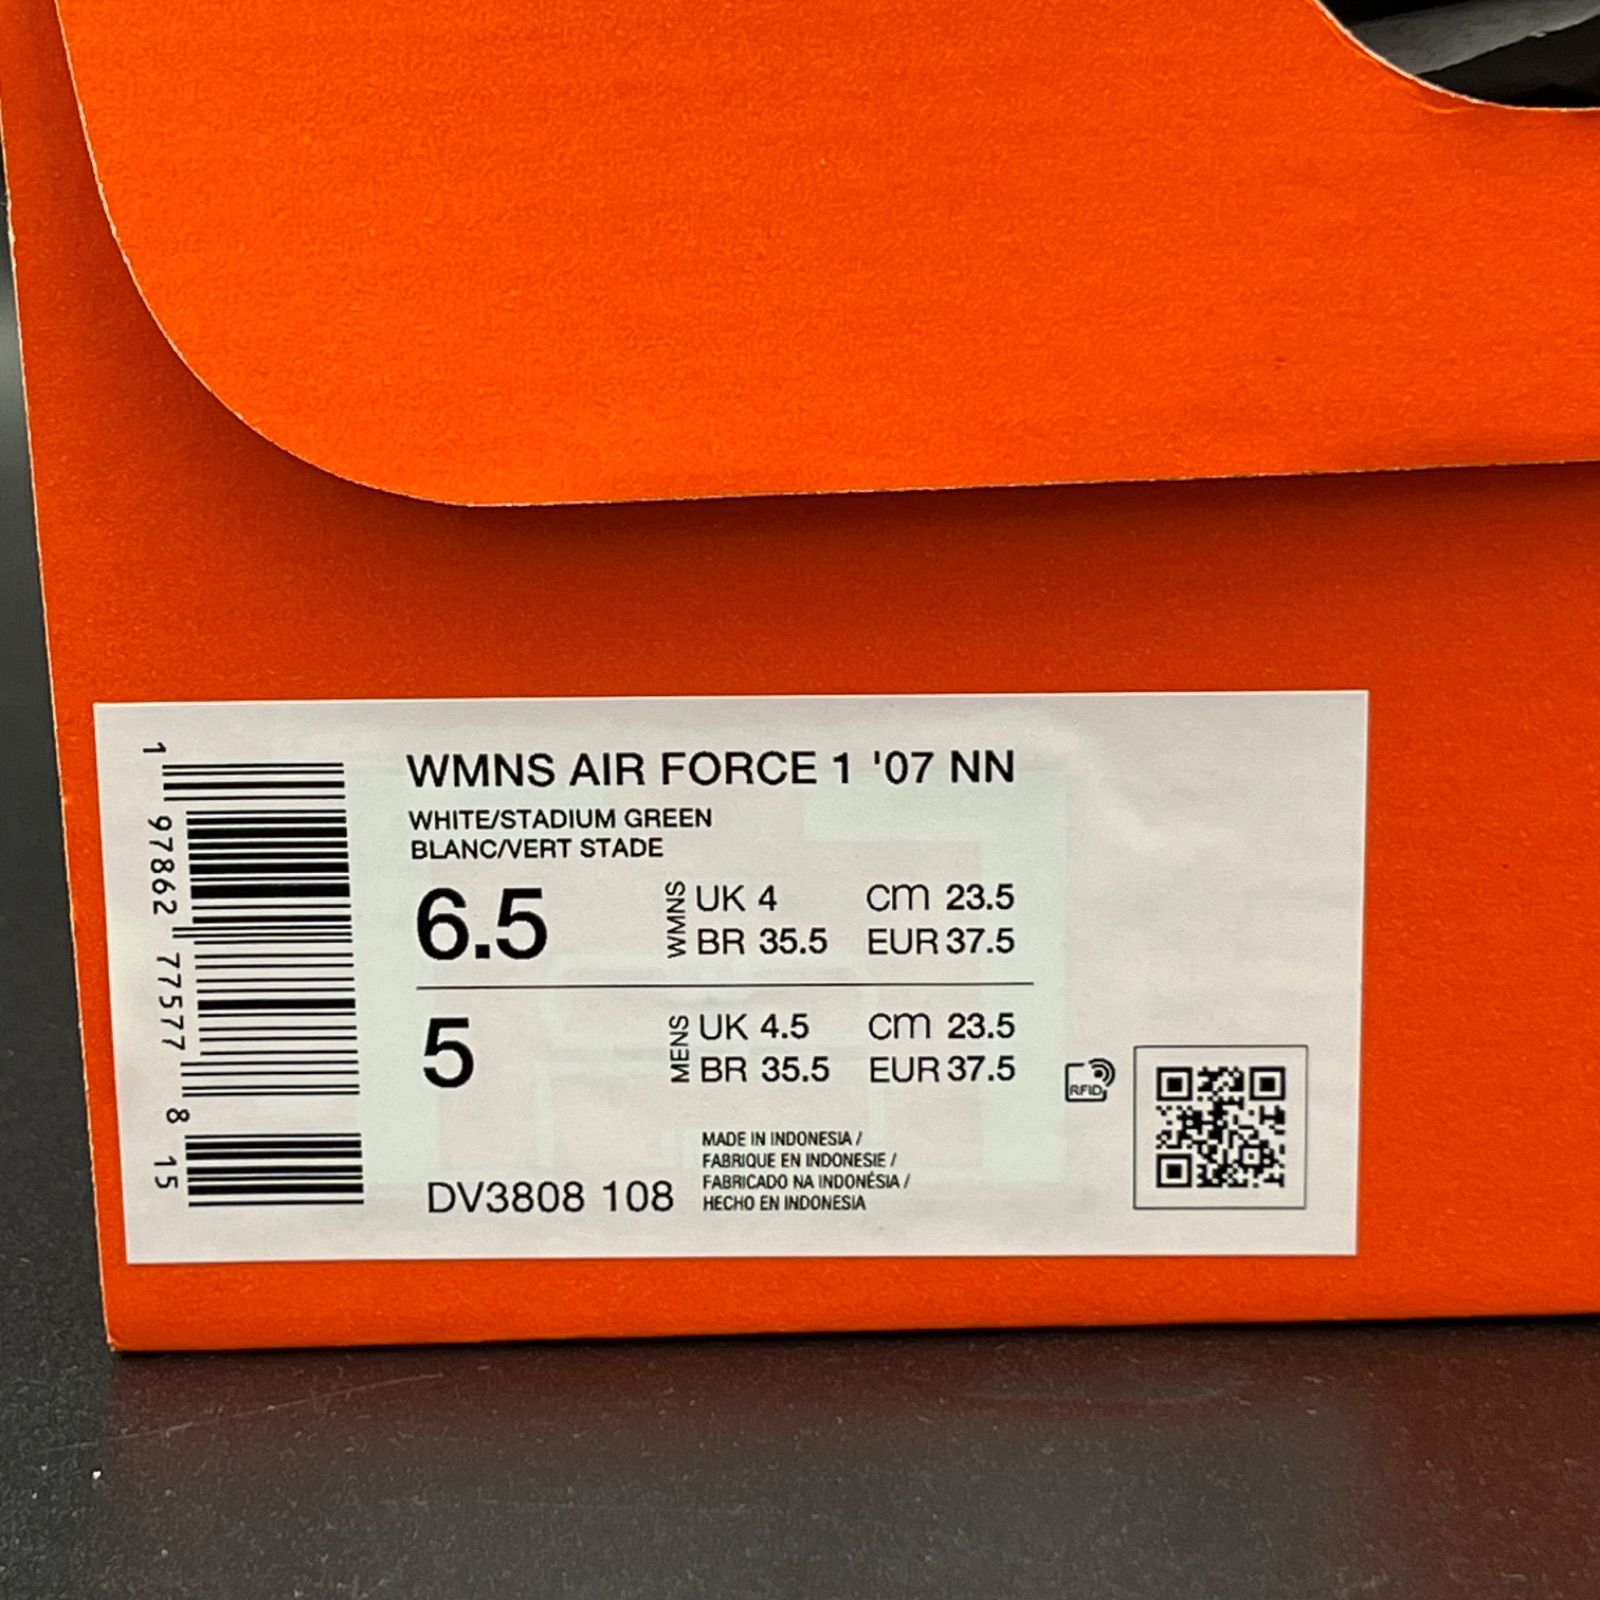 WMNS AIR FORCE 1 '07 NN
WHITE/STADIUM GREEN
BLANC/VERT STADE
6.5 WMNS UK 4 cm 23.5
BR 35.5 EUR 37.5
5 MENS UK 4.5 cm 23.5
BR 35.5 EUR 37.5
RFID
MADE IN INDONESIA /
FABRIQUE EN INDONESIE /
FABRICADO NA INDONÉSIA /
HECHO EN INDONESIA
DV3808 108
1 97862 77577 8 15